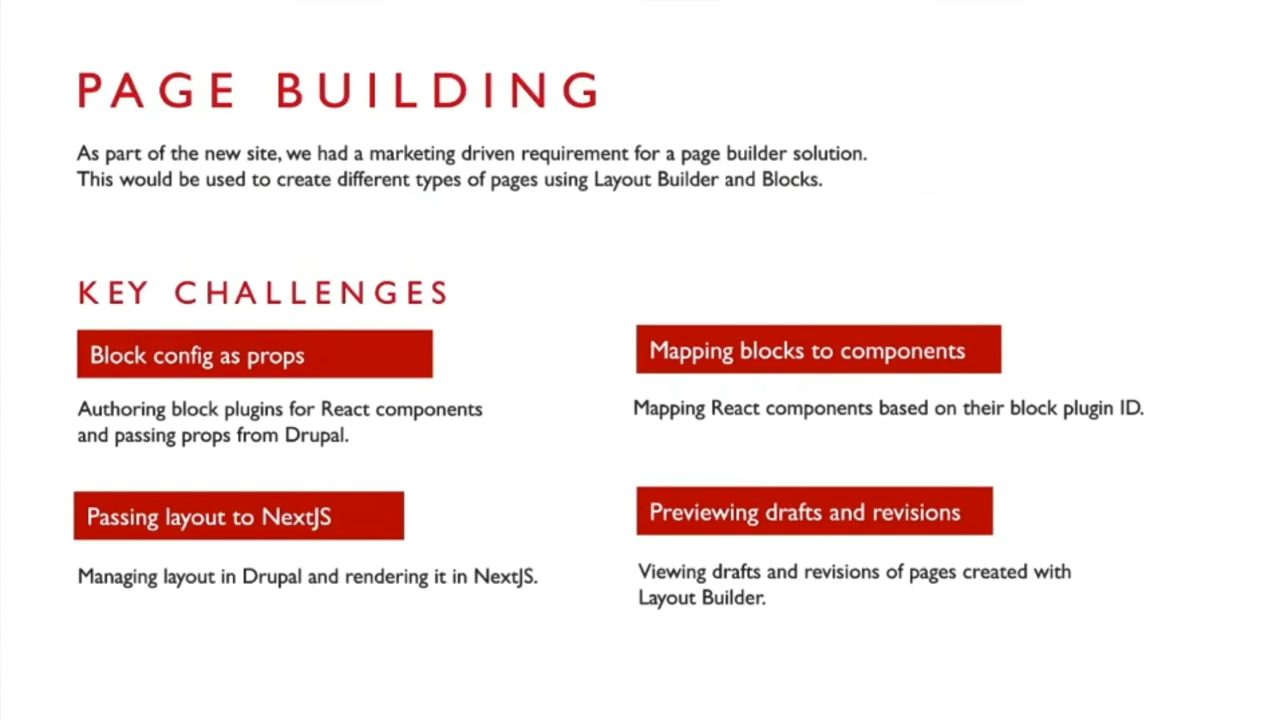 PAGE BUILDING
As part of the new site, we had a marketing driven requirement for a page builder solution.
This would be used to create different types of pages using Layout Builder and Blocks.
KEY CHALLENGES
Block config as props
Authoring block plugins for React components
and passing props from Drupal.
Mapping blocks to components
Mapping React components based on their block plugin ID.
Passing layout to NextJS
Managing layout in Drupal and rendering it in NextJS.
Previewing drafts and revisions
Viewing drafts and revisions of pages created with
Layout Builder.